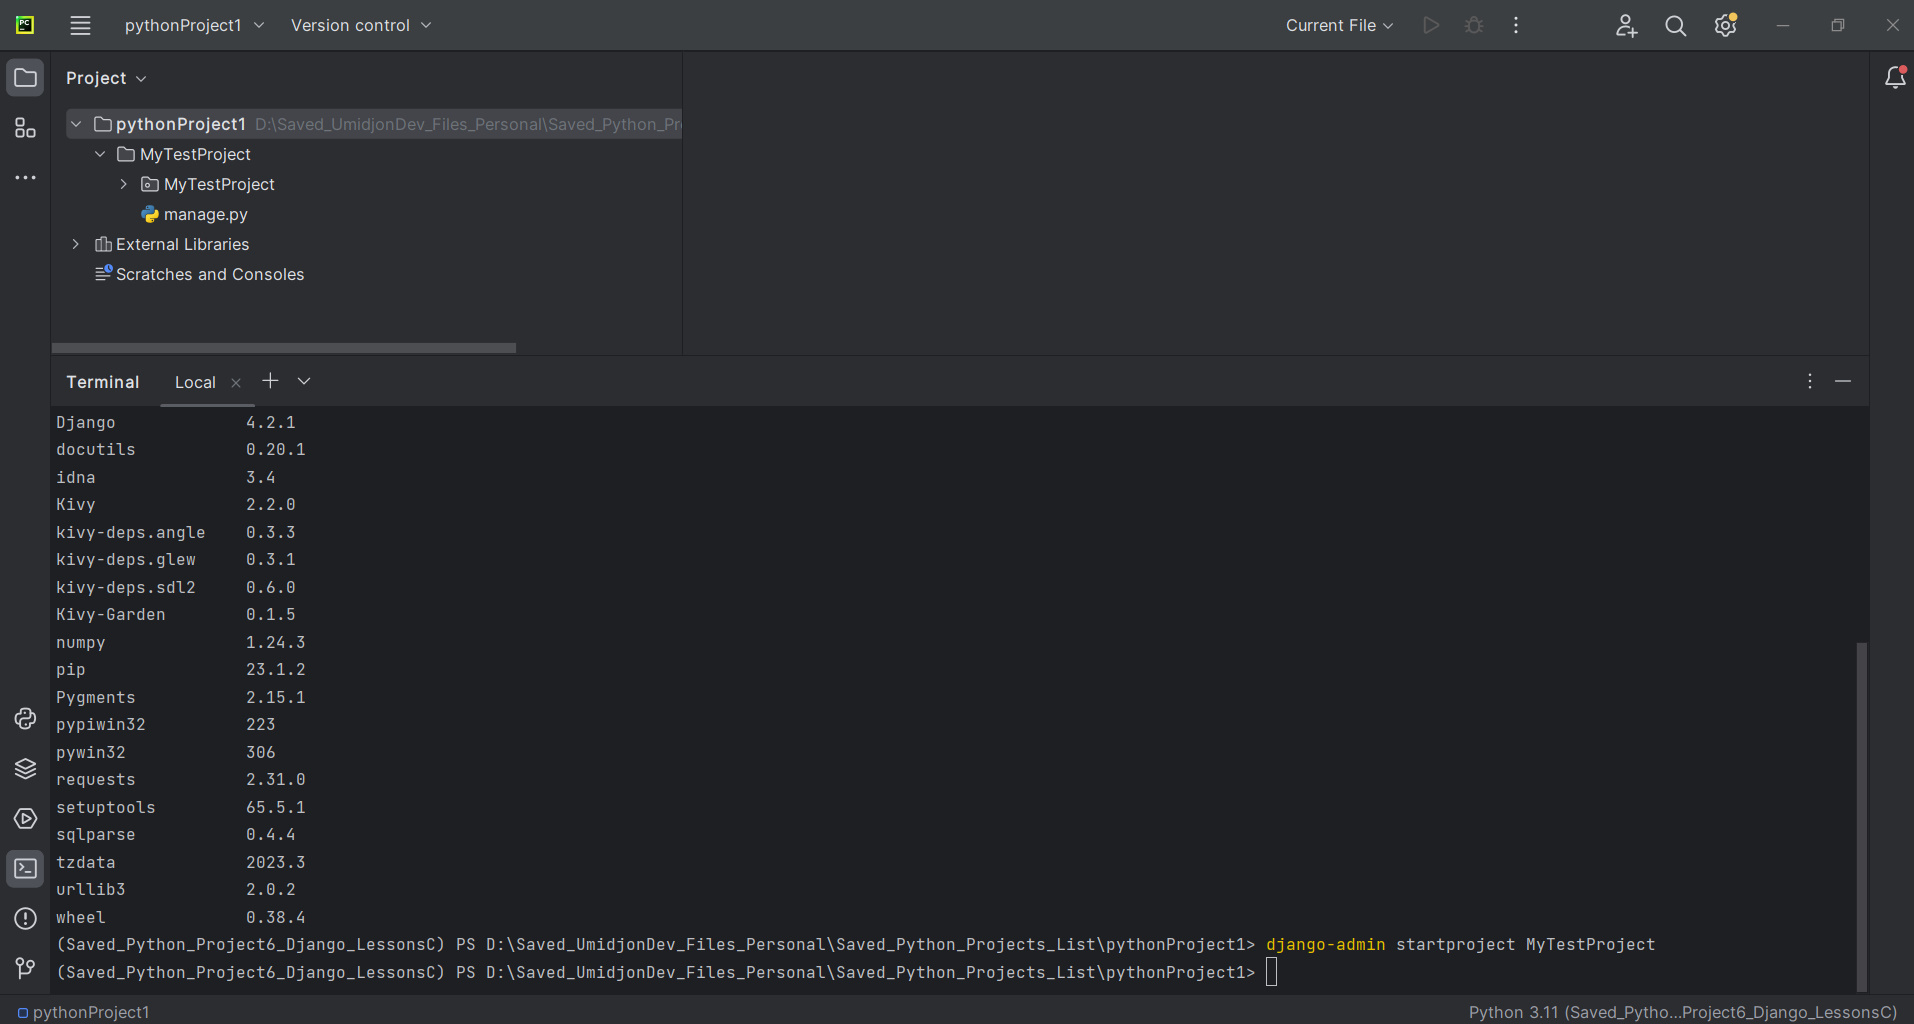 PC
pythonProject1
Version control
Current File
Project
pythonProject1 D:\Saved_UmidjonDev_Files_Personal\Saved_Python_Pr
MyTestProject
MyTestProject
manage.py
External Libraries
Scratches and Consoles
Terminal
Local
Django 4.2.1
docutils 0.20.1
idna 3.4
Kivy 2.2.0
kivy-deps.angle 0.3.3
kivy-deps.glew 0.3.1
kivy-deps.sdl2 0.6.0
Kivy-Garden 0.1.5
numpy 1.24.3
pip 23.1.2
Pygments 2.15.1
pypiwin32 223
pywin32 306
requests 2.31.0
setuptools 65.5.1
sqlparse 0.4.4
tzdata 2023.3
urllib3 2.0.2
wheel 0.38.4
(Saved_Python_Project6_Django_LessonsC) PS D:\Saved_UmidjonDev_Files_Personal\Saved_Python_Projects_List\pythonProject1> django-admin startproject MyTestProject
(Saved_Python_Project6_Django_LessonsC) PS D:\Saved_UmidjonDev_Files_Personal\Saved_Python_Projects_List\pythonProject1>
pythonProject1
Python 3.11 (Saved_Pytho...Project6_Django_LessonsC)